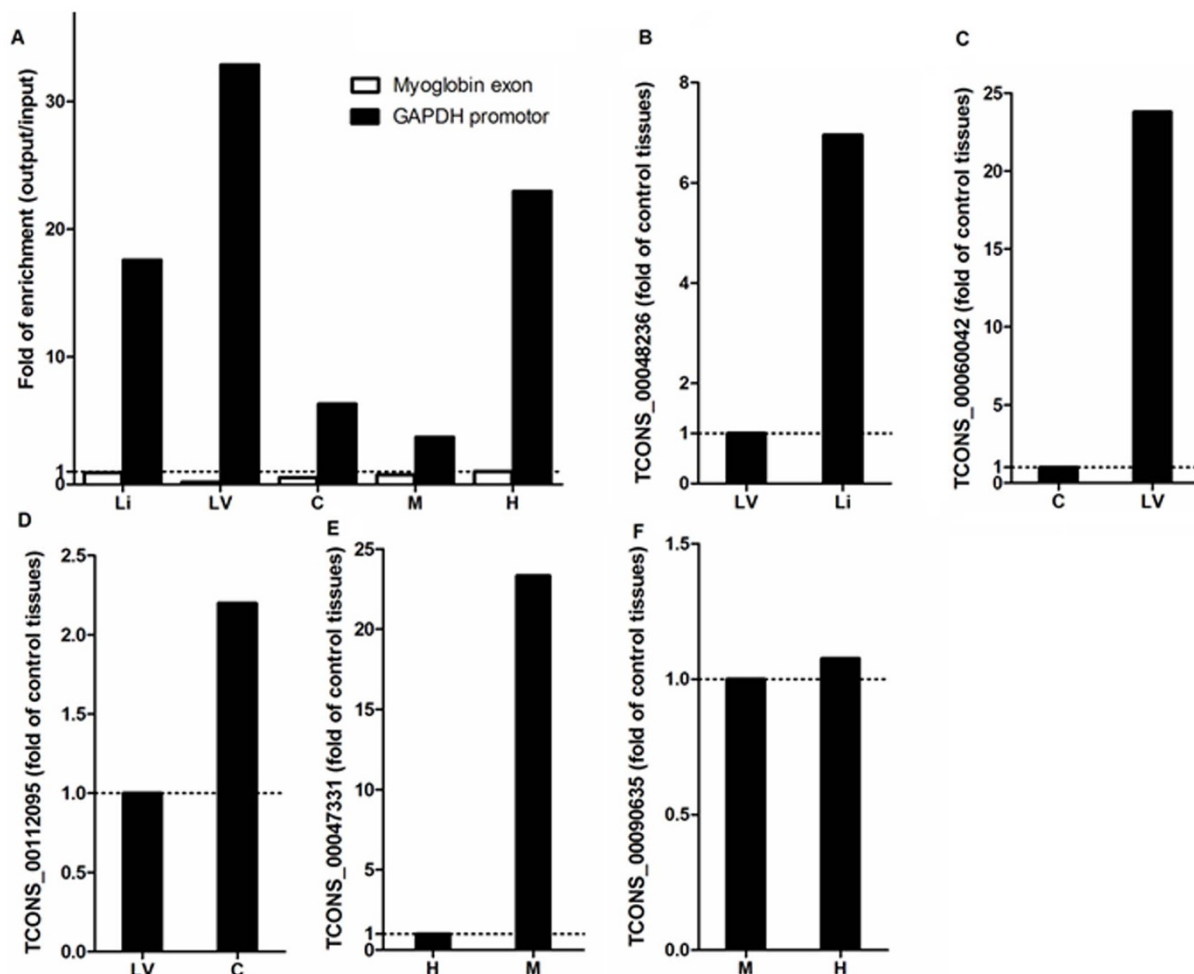 A
Fold of enrichment (output/input)
30
20
10
1
0
Myoglobin exon
GAPDH promotor
Li LV C M H
B
TCONS_00048236 (fold of control tissues)
8
6
4
2
1
0
LV Li
C
TCONS_00060042 (fold of control tissues)
25
20
15
10
5
1
0
C LV
D
TCONS_00112095 (fold of control tissues)
2.5
2.0
1.5
1.0
0.5
0.0
LV C
E
TCONS_00047331 (fold of control tissues)
25
20
15
10
5
1
0
H M
F
TCONS_00090635 (fold of control tissues)
1.5
1.0
0.5
0.0
M H